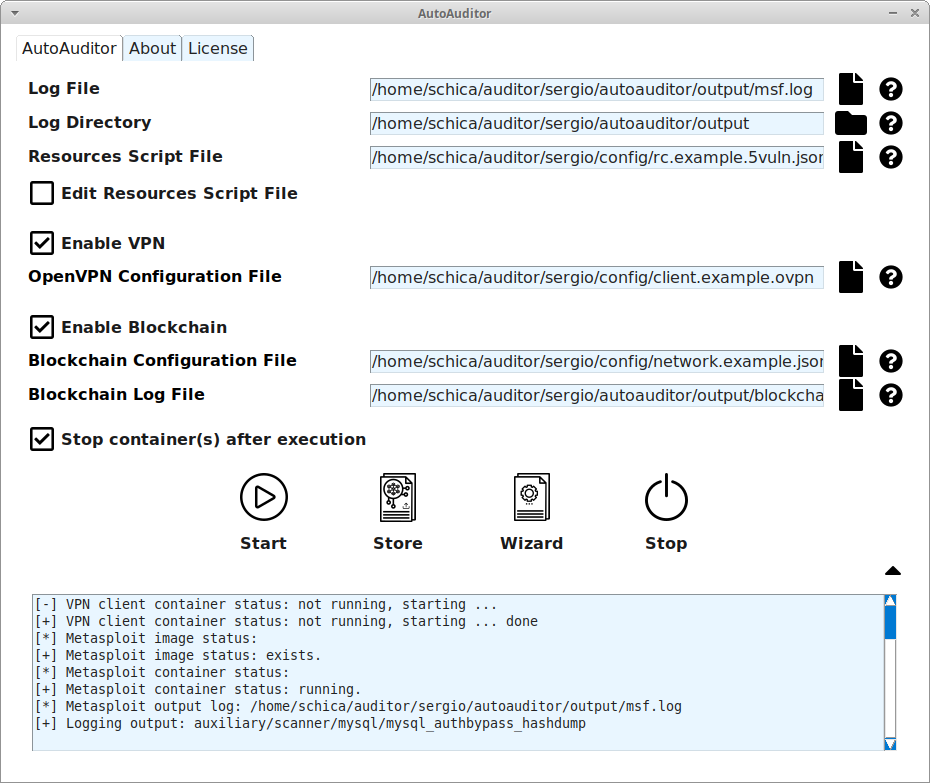 AutoAuditor
AutoAuditor About License
Log File /home/schica/auditor/sergio/autoauditor/output/msf.log ?
Log Directory /home/schica/auditor/sergio/autoauditor/output ?
Resources Script File /home/schica/auditor/sergio/config/rc.example.5vuln.json ?
Edit Resources Script File
Enable VPN
OpenVPN Configuration File /home/schica/auditor/sergio/config/client.example.ovpn ?
Enable Blockchain
Blockchain Configuration File /home/schica/auditor/sergio/config/network.example.json ?
Blockchain Log File /home/schica/auditor/sergio/autoauditor/output/blockcha ?
Stop container(s) after execution
Start Store Wizard Stop
[-] VPN client container status: not running, starting ...
[+] VPN client container status: not running, starting ... done
[*] Metasploit image status:
[+] Metasploit image status: exists.
[*] Metasploit container status:
[+] Metasploit container status: running.
[*] Metasploit output log: /home/schica/auditor/sergio/autoauditor/output/msf.log
[+] Logging output: auxiliary/scanner/mysql/mysql_authbypass_hashdump